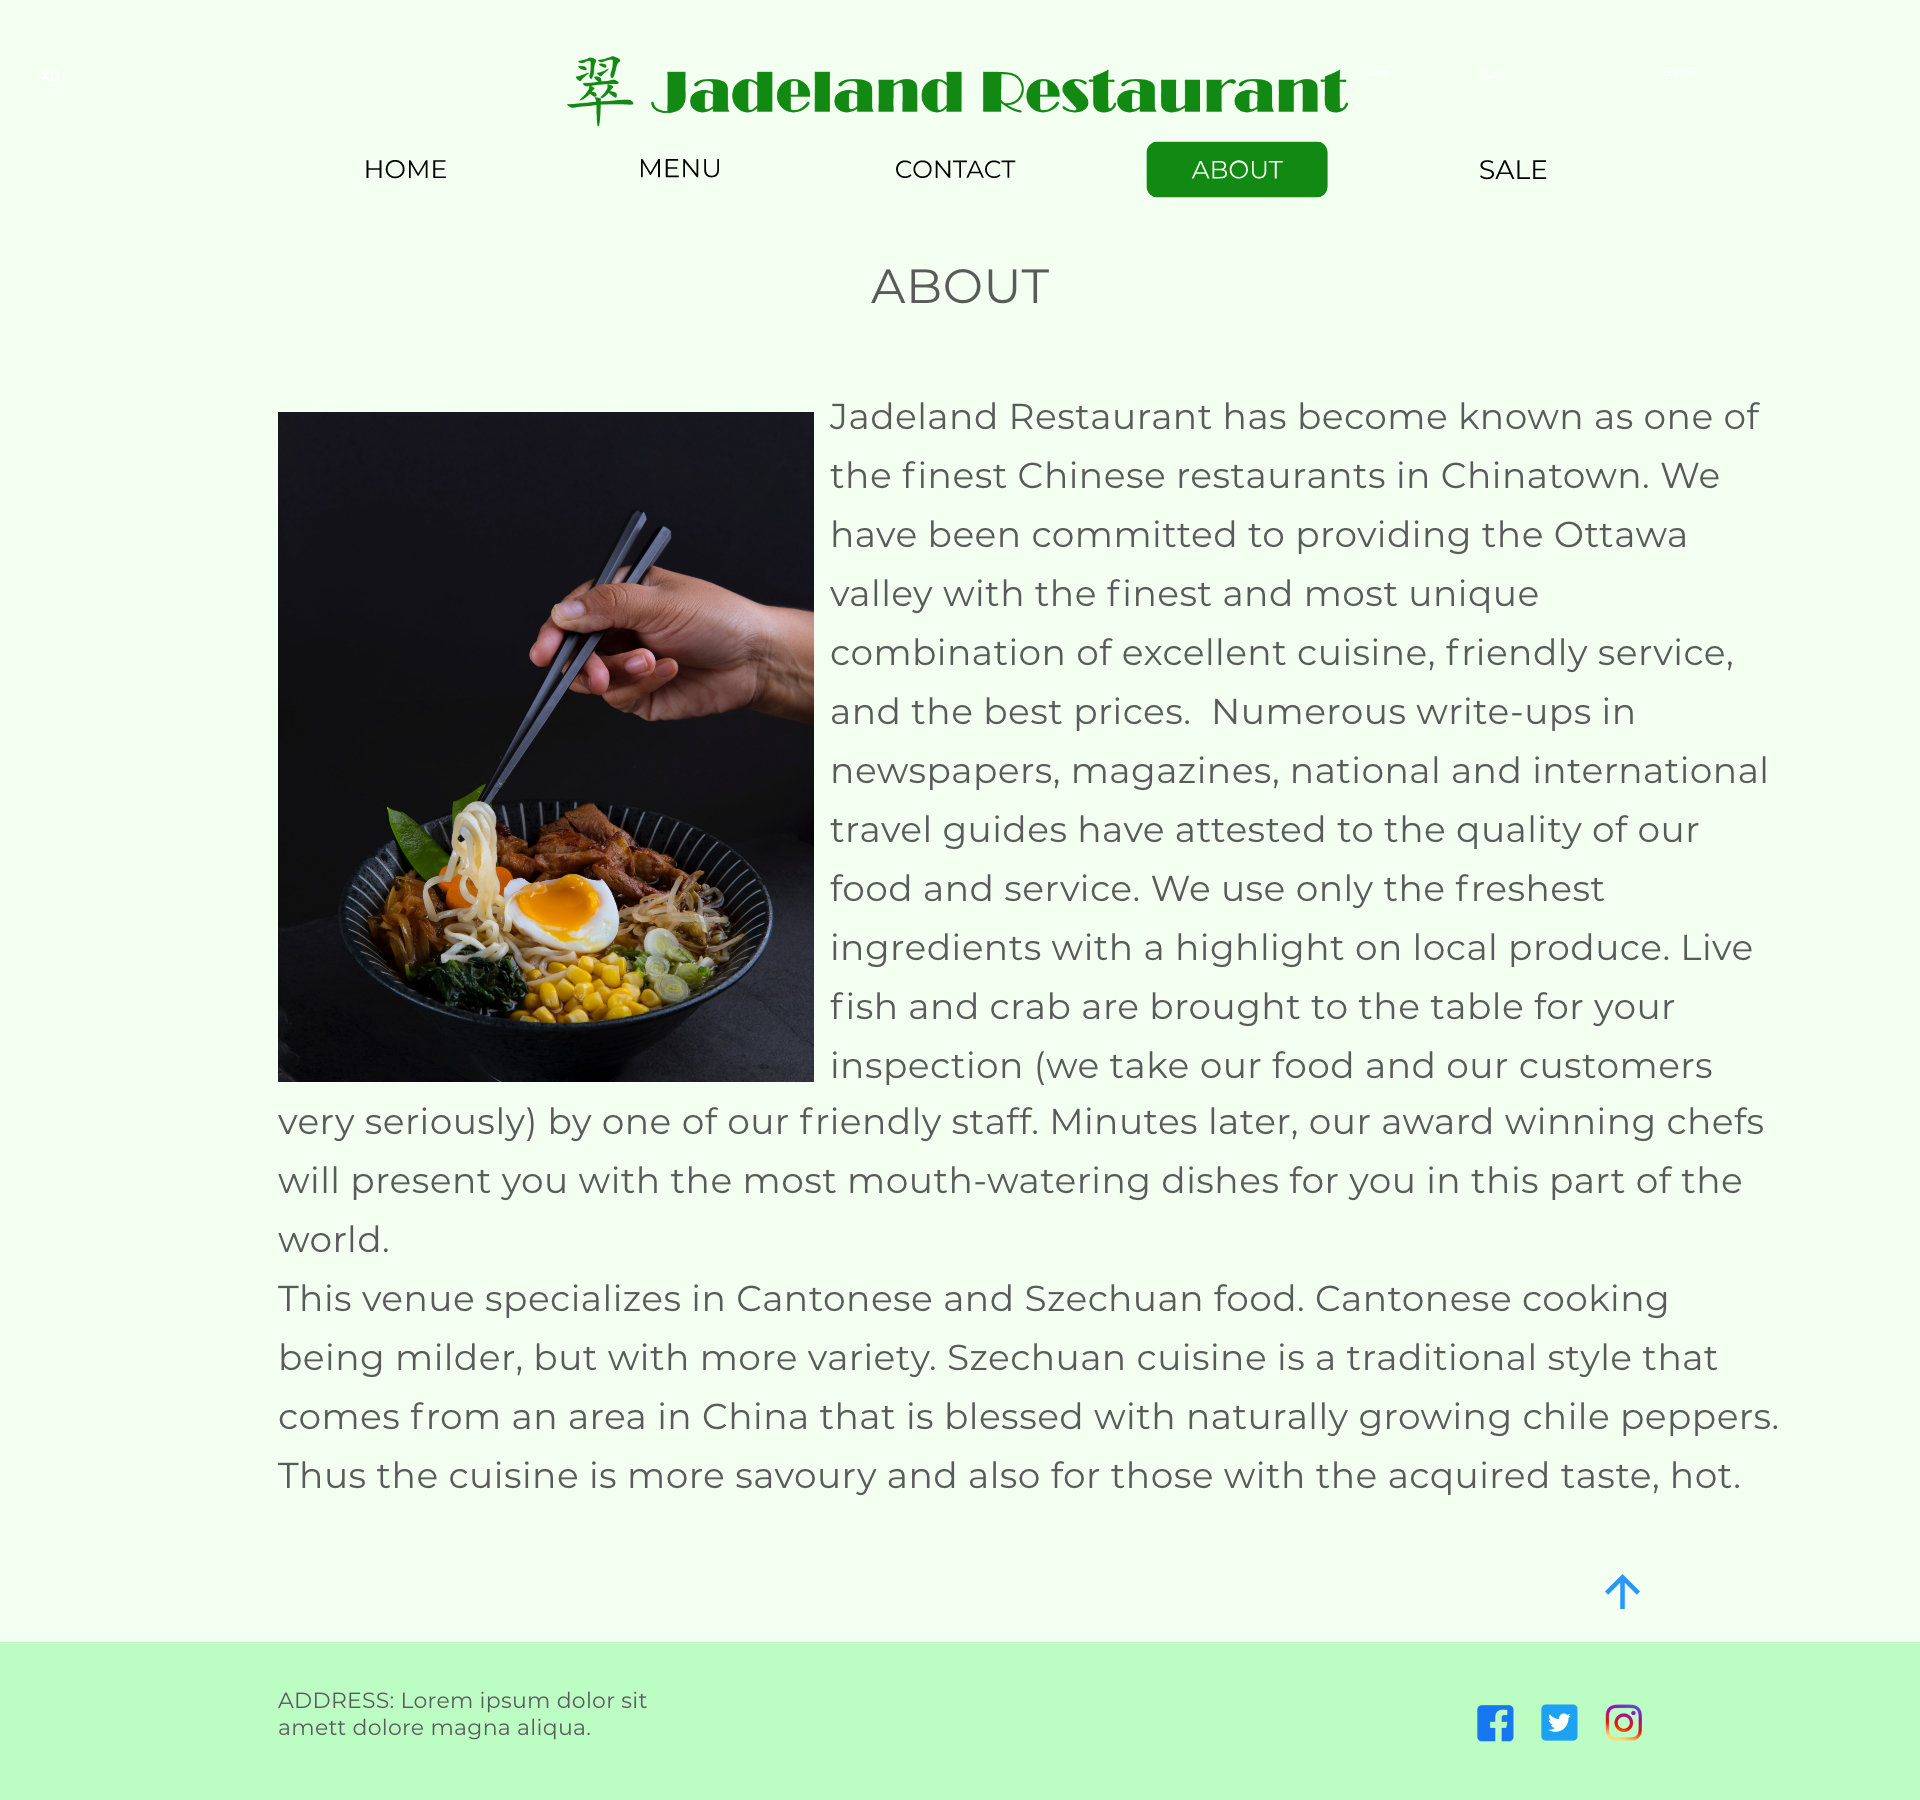 翠 Jadeland Restaurant
HOME MENU CONTACT ABOUT SALE
ABOUT
Jadeland Restaurant has become known as one of
the finest Chinese restaurants in Chinatown. We
have been committed to providing the Ottawa
valley with the finest and most unique
combination of excellent cuisine, friendly service,
and the best prices.  Numerous write-ups in
newspapers, magazines, national and international
travel guides have attested to the quality of our
food and service. We use only the freshest
ingredients with a highlight on local produce. Live
fish and crab are brought to the table for your
inspection (we take our food and our customers
very seriously) by one of our friendly staff. Minutes later, our award winning chefs
will present you with the most mouth-watering dishes for you in this part of the
world.
This venue specializes in Cantonese and Szechuan food. Cantonese cooking
being milder, but with more variety. Szechuan cuisine is a traditional style that
comes from an area in China that is blessed with naturally growing chile peppers.
Thus the cuisine is more savoury and also for those with the acquired taste, hot.
ADDRESS: Lorem ipsum dolor sit
amett dolore magna aliqua.